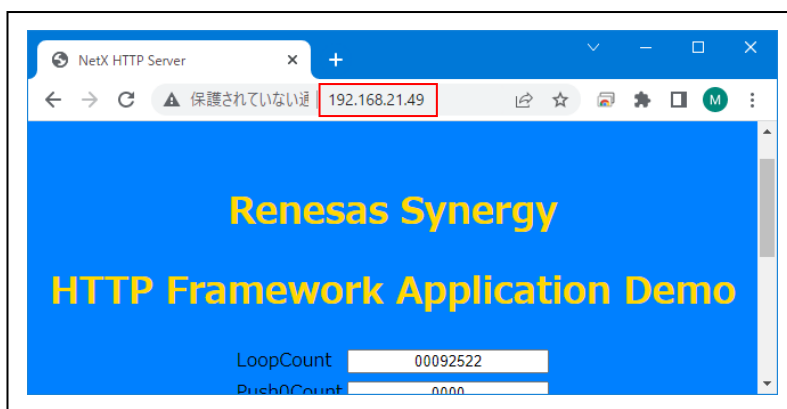 NetX HTTP Server
保護されていない通 192.168.21.49 M
Renesas Synergy
HTTP Framework Application Demo
LoopCount 00092522
Push0Count 0000